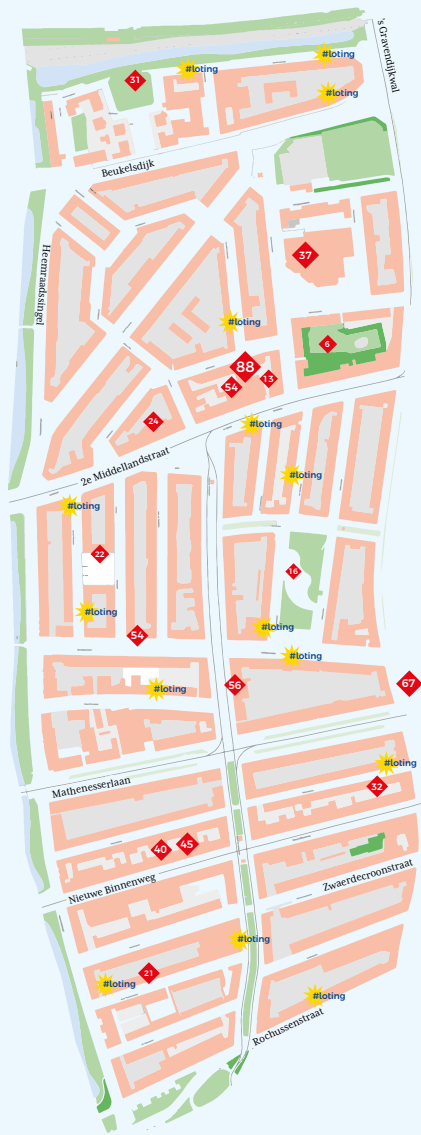 's Gravendijkwal
#loting
#loting
31
#loting
Beukelsdijk
Heemraadssingel
37
#loting
6
88
13
54
24
#loting
2e Middellandstraat
#loting
#loting
22
16
#loting
#loting
54
#loting
56
67
#loting
#loting
Mathenesserlaan
32
45
40
Nieuwe Binnenweg
Zwaerdecroonstraat
#loting
21
#loting
#loting
Rochussenstraat